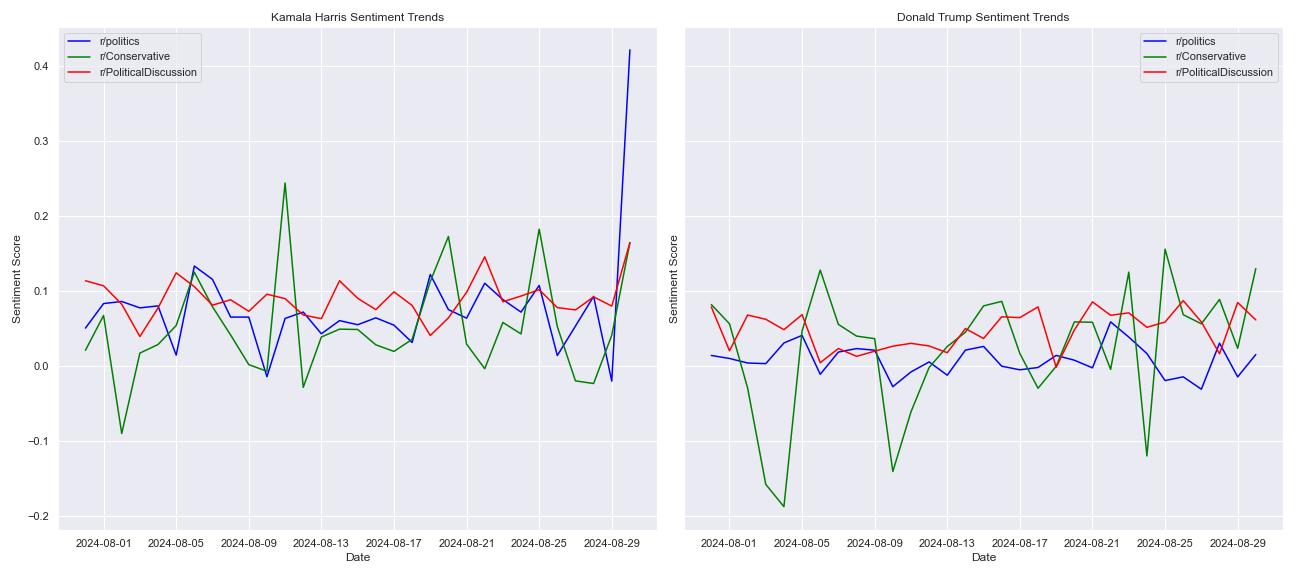 Kamala Harris Sentiment Trends
r/politics
r/Conservative
r/PoliticalDiscussion
0.4
0.3
0.2
0.1
0.0
−0.1
−0.2
Sentiment Score
2024-08-01 2024-08-05 2024-08-09 2024-08-13 2024-08-17 2024-08-21 2024-08-25 2024-08-29
Date
Donald Trump Sentiment Trends
r/politics
r/Conservative
r/PoliticalDiscussion
Sentiment Score
2024-08-01 2024-08-05 2024-08-09 2024-08-13 2024-08-17 2024-08-21 2024-08-25 2024-08-29
Date